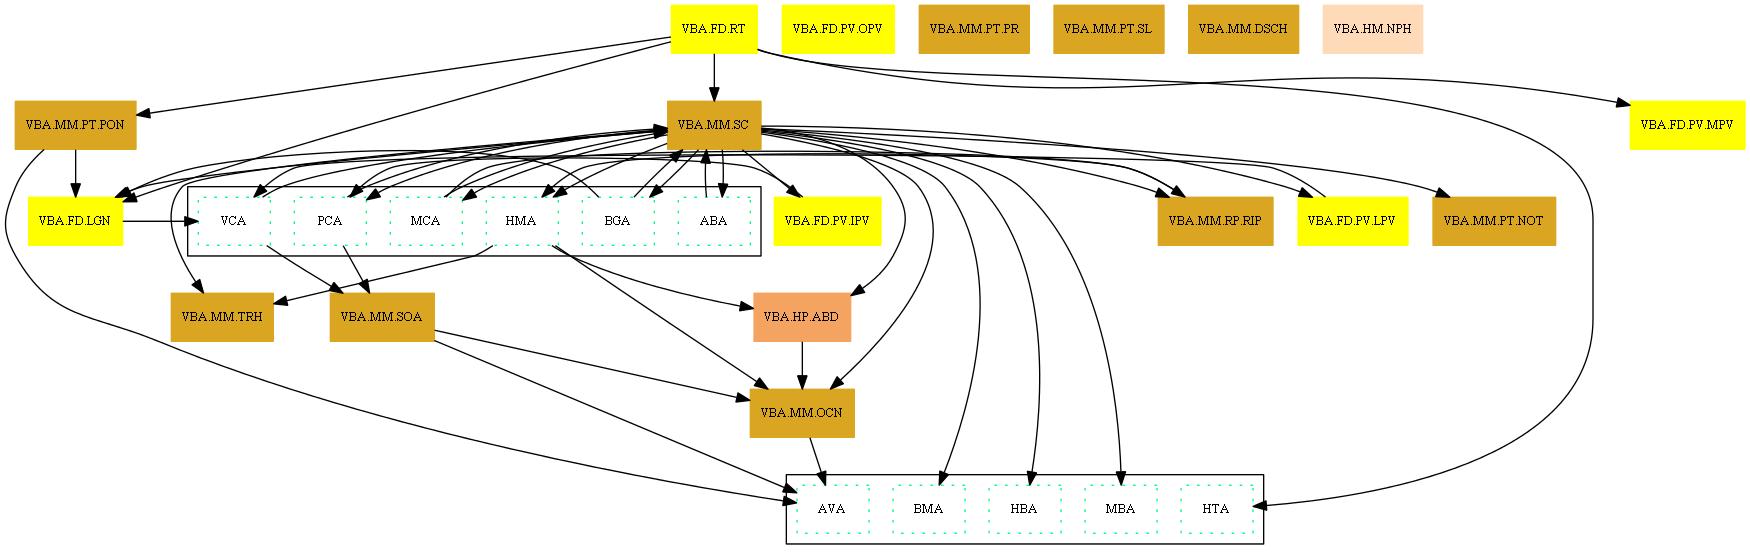 VBA.FD.RT
VBA.FD.PV.OPV
VBA.MM.PT.PR
VBA.MM.PT.SL
VBA.MM.DSCH
VBA.HM.NPH
VBA.MM.PT.PON
VBA.MM.SC
VBA.FD.PV.MPV
VBA.FD.LGN
VCA
PCA
MCA
HMA
BGA
ABA
VBA.FD.PV.IPV
VBA.MM.RP.RIP
VBA.FD.PV.LPV
VBA.MM.PT.NOT
VBA.MM.TRH
VBA.MM.SOA
VBA.HP.ABD
VBA.MM.OCN
AVA
BMA
HBA
MBA
HTA